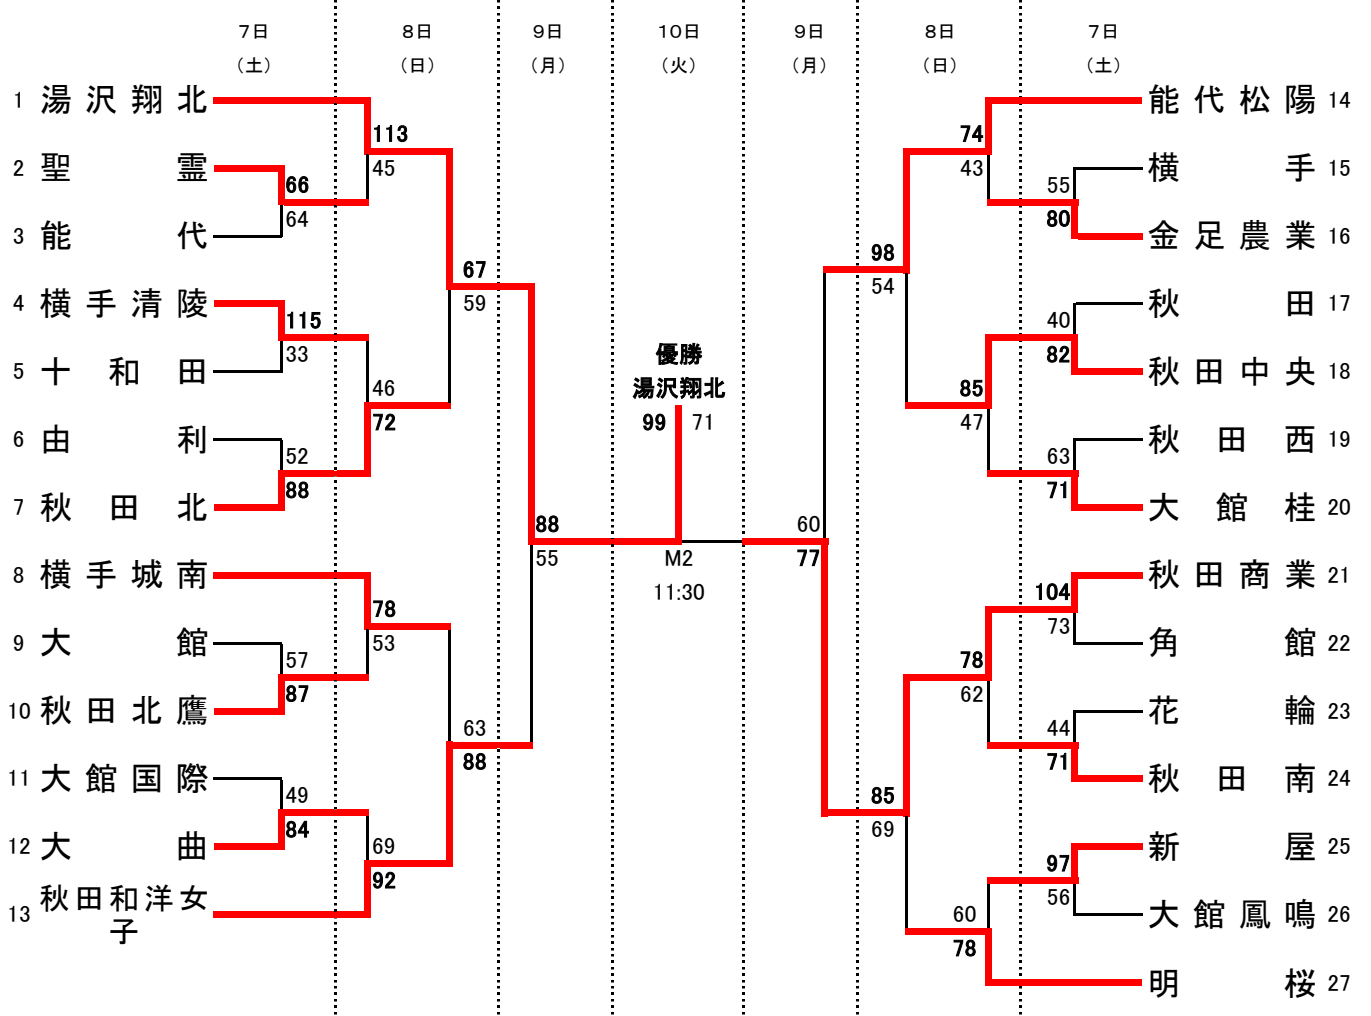 7日 8日 9日 10日 9日 8日 7日
（土） （日） （月） （火） （月） （日） （土）
1 湯沢翔北
113
2 聖霊
45
66
64
3 能代
67
59
4 横手清陵
115
33
5 十和田
46
72
6 由利
52
88
7 秋田北
88
55
8 横手城南
78
53
9 大館
57
87
10 秋田北鷹
63
88
11 大館国際
49
84
12 大曲
69
92
13 秋田和洋女子
優勝
湯沢翔北
99 71
M2
11:30
能代松陽 14
74
43
横手 15
55
80
金足農業 16
98
54
秋田 17
40
82
秋田中央 18
85
47
秋田西 19
63
71
大館桂 20
60
77
秋田商業 21
104
73
角館 22
78
62
花輪 23
44
71
秋田南 24
85
69
新屋 25
97
56
大館鳳鳴 26
60
78
明桜 27